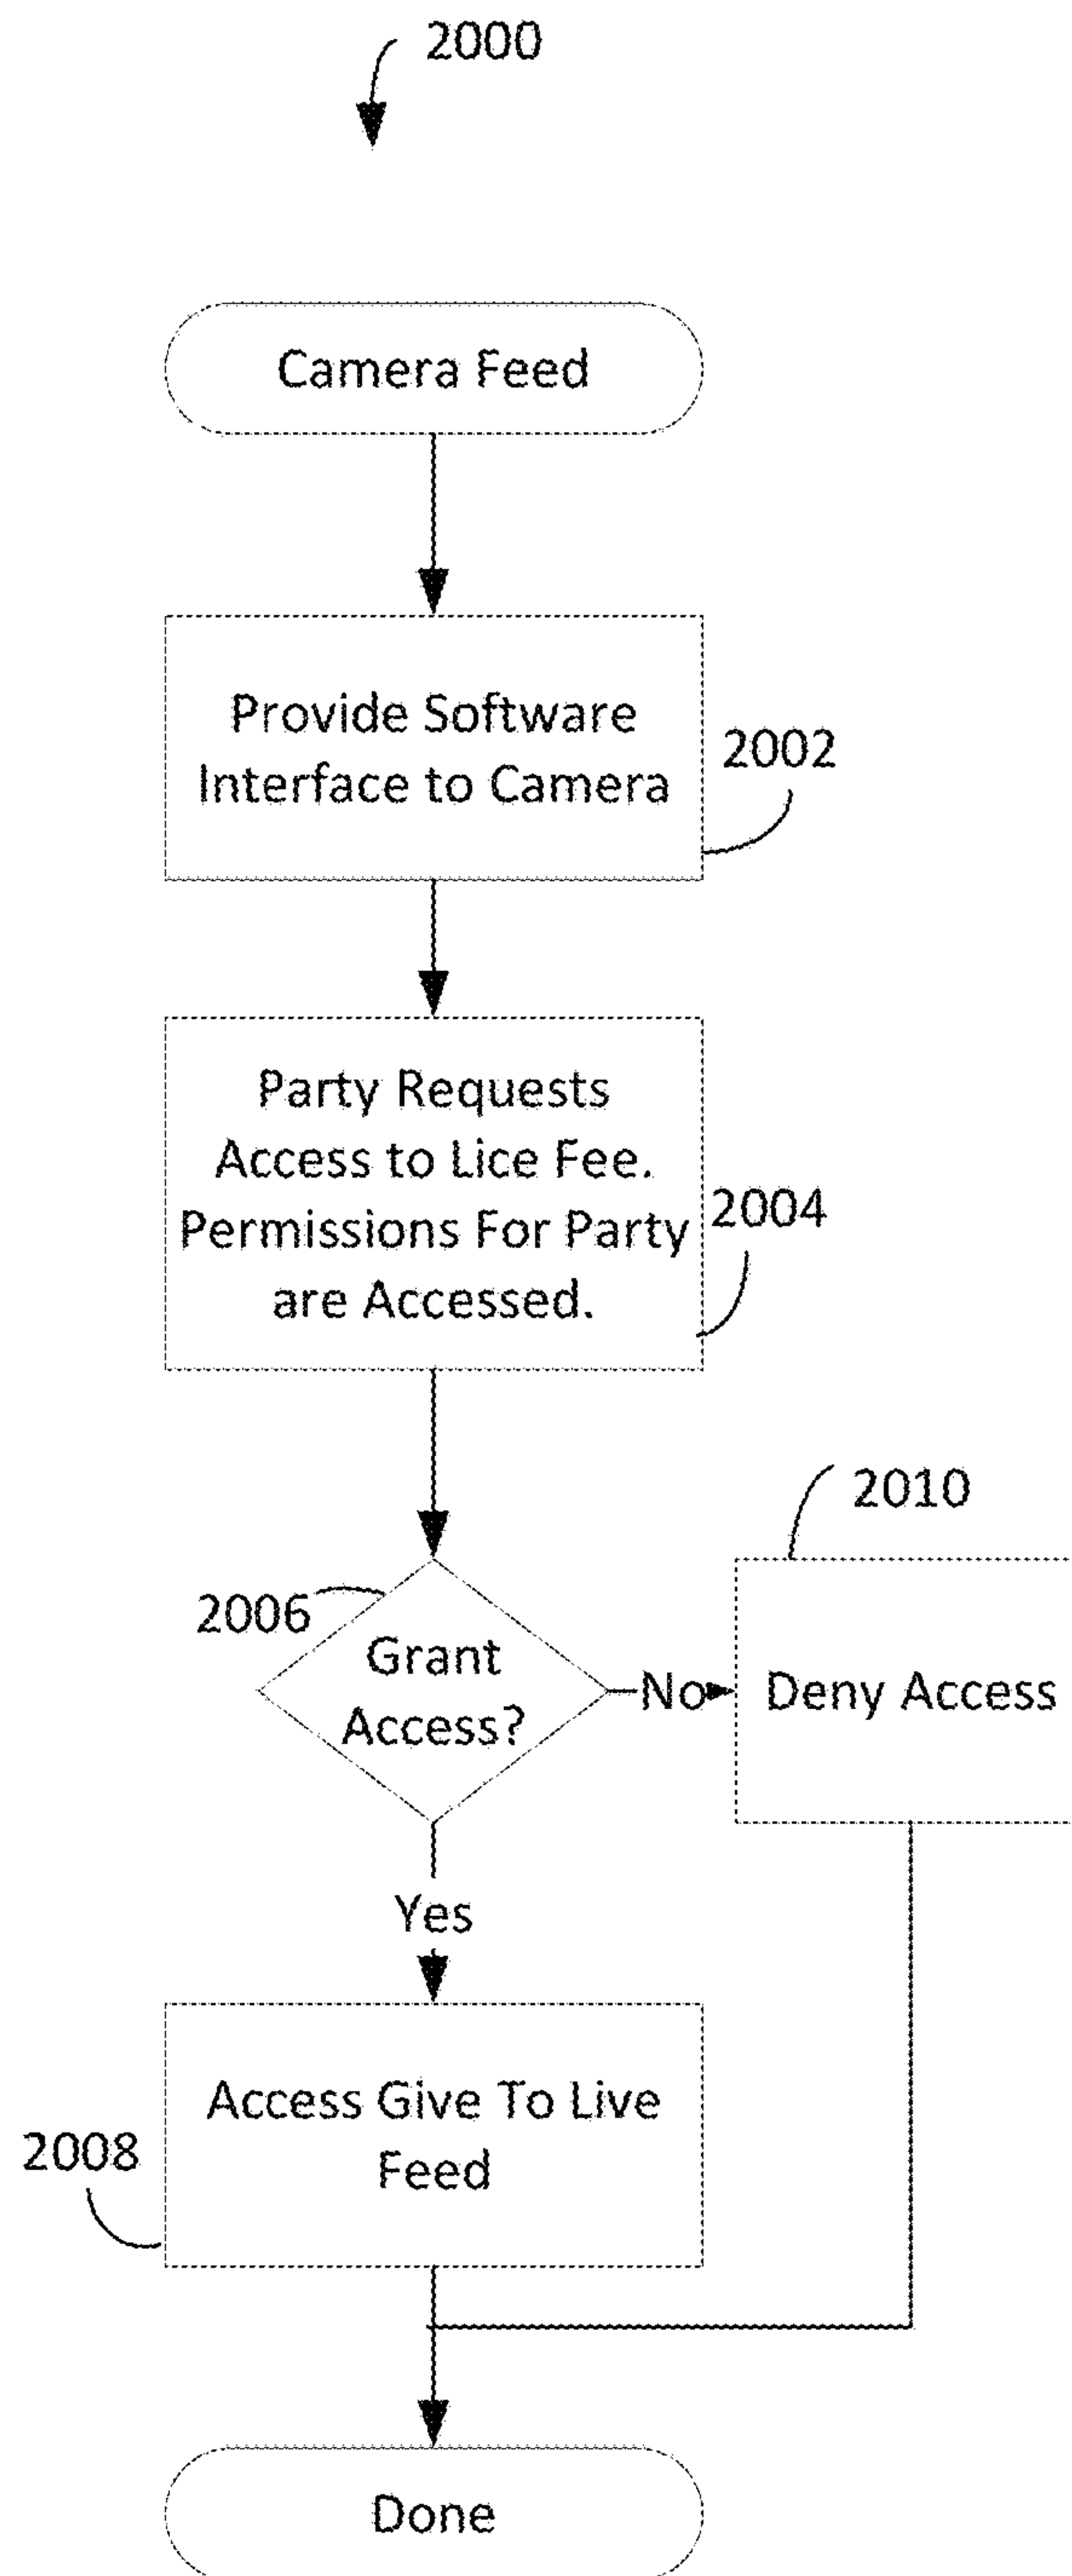 2000
Camera Feed
Provide Software
Interface to Camera
2002
Party Requests
Access to Lice Fee.
Permissions For Party
are Accessed.
2004
2010
2006
Grant
Access?
No
Deny Access
Yes
Access Give To Live
Feed
2008
Done